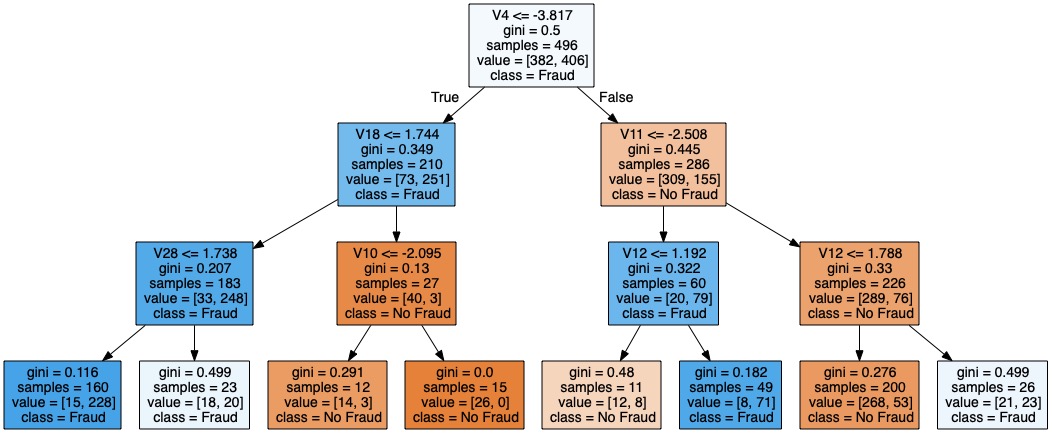 V4 <= -3.817
gini = 0.5
samples = 496
value = [382, 406]
class = Fraud
True
False
V18 <= 1.744
gini = 0.349
samples = 210
value = [73, 251]
class = Fraud
V11 <= -2.508
gini = 0.445
samples = 286
value = [309, 155]
class = No Fraud
V28 <= 1.738
gini = 0.207
samples = 183
value = [33, 248]
class = Fraud
V10 <= -2.095
gini = 0.13
samples = 27
value = [40, 3]
class = No Fraud
V12 <= 1.192
gini = 0.322
samples = 60
value = [20, 79]
class = Fraud
V12 <= 1.788
gini = 0.33
samples = 226
value = [289, 76]
class = No Fraud
gini = 0.116
samples = 160
value = [15, 228]
class = Fraud
gini = 0.499
samples = 23
value = [18, 20]
class = Fraud
gini = 0.291
samples = 12
value = [14, 3]
class = No Fraud
gini = 0.0
samples = 15
value = [26, 0]
class = No Fraud
gini = 0.48
samples = 11
value = [12, 8]
class = No Fraud
gini = 0.182
samples = 49
value = [8, 71]
class = Fraud
gini = 0.276
samples = 200
value = [268, 53]
class = No Fraud
gini = 0.499
samples = 26
value = [21, 23]
class = Fraud